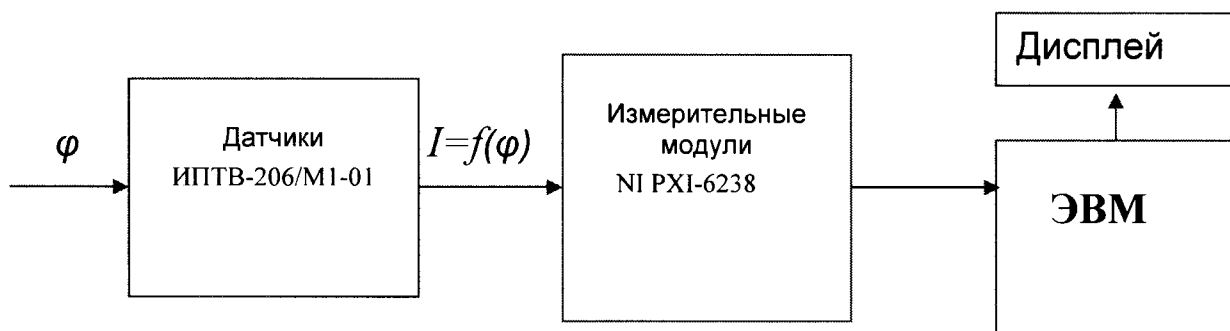 φ
Датчики
ИПТВ-206/М1-01
I=f(φ)
Измерительные
модули
NI PXI-6238
Дисплей
ЭВМ